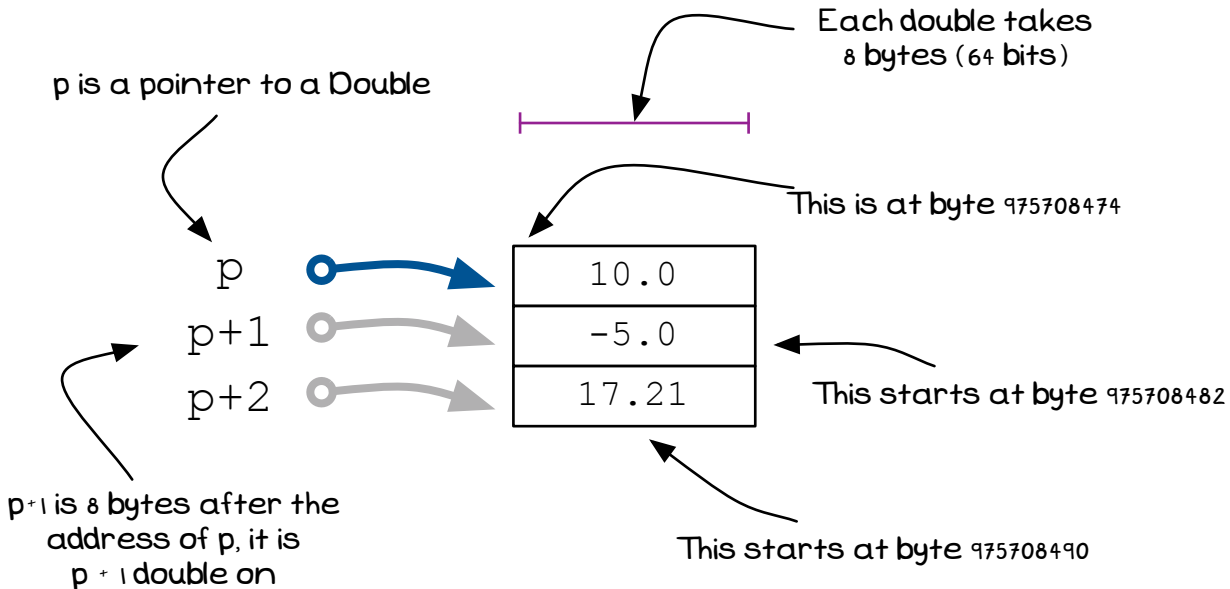 Each double takes
8 bytes (64 bits)
p is a pointer to a Double
This is at byte 975708474
p
10.0
p+1
-5.0
p+2
17.21
This starts at byte 975708482
p+1 is 8 bytes after the
address of p, it is
p + 1 double on
This starts at byte 975708490